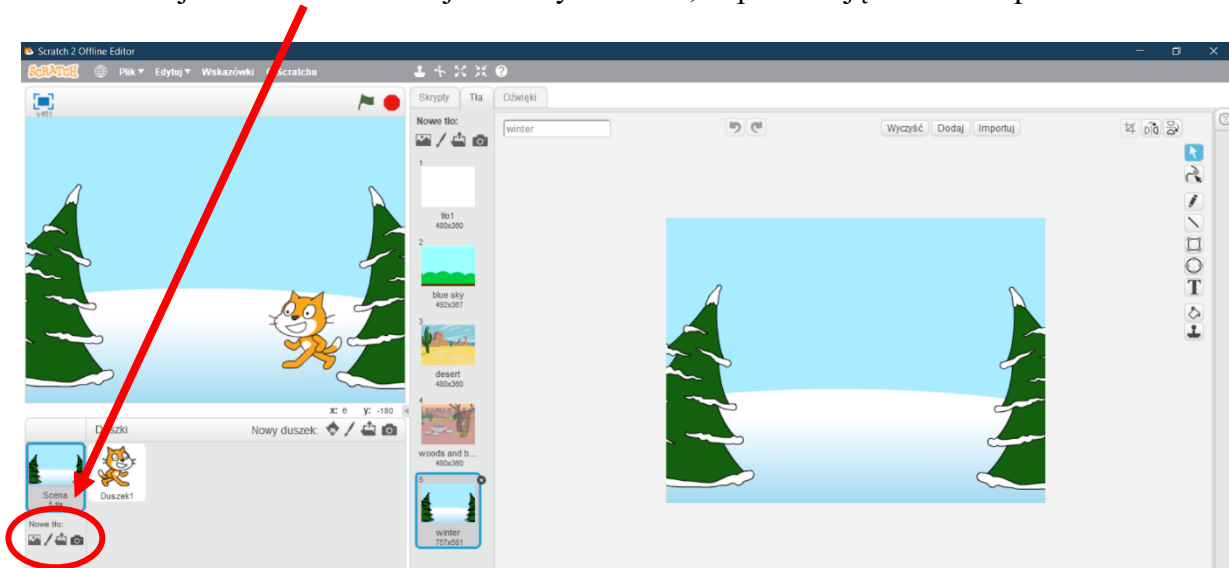 Scratch 2 Offline Editor
SCRATCH Plik Edytuj Wskazówki Scratchu
v461
Skrypty Tła Dźwięki
Nowe tło:
winter
Wyczyść Dodaj Importuj
1
tło1
480x360
2
blue sky
492x367
3
desert
480x360
4
woods and b...
480x360
5
winter
757x581
x: 6 y: -180
Duszki
Nowy duszek:
Scena
5 tła
Duszek1
Nowe tło:
T